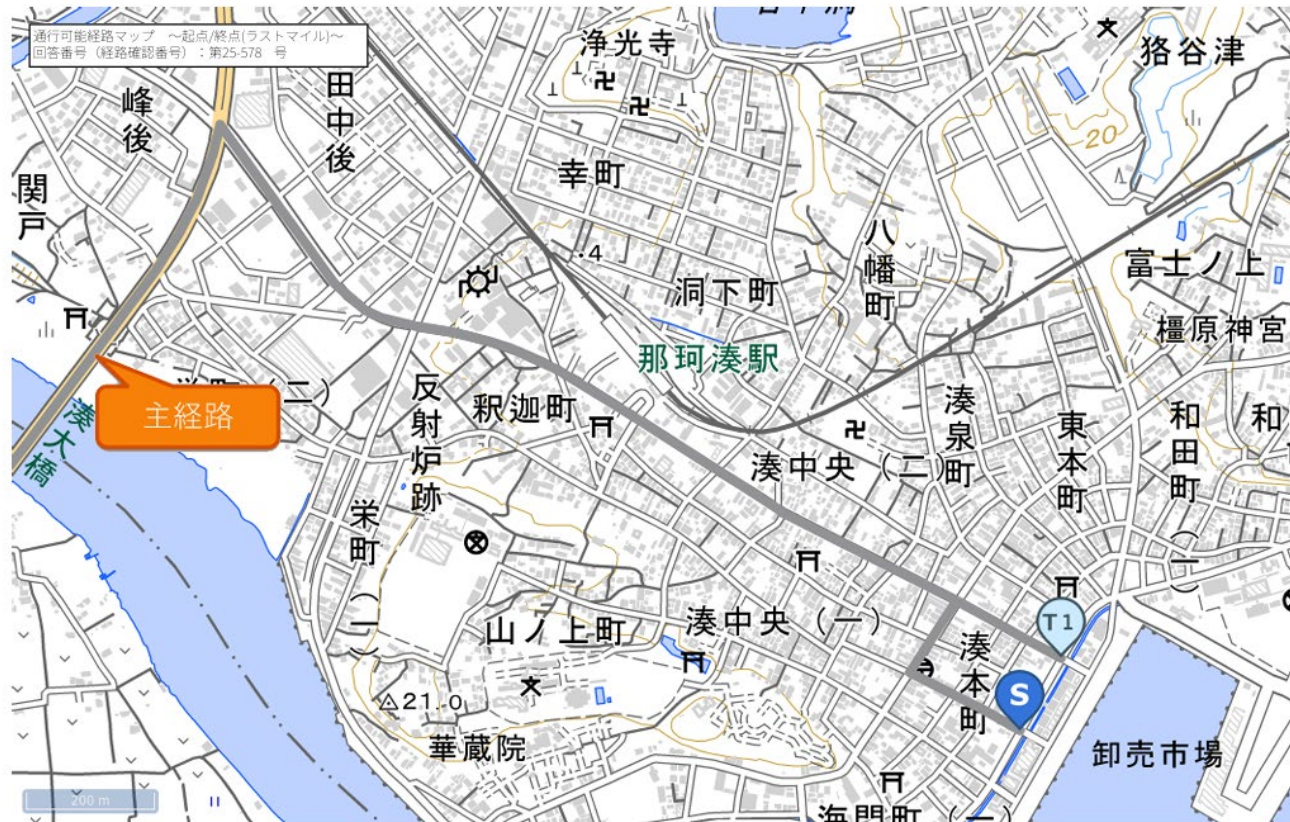 通行可能経路マップ ～起点/終点(ラストマイル)～
回答番号（経路確認番号）：第25-578 号
浄光寺
狢谷津
峰後
田中後
20
関戸
幸町
八幡町
・4
富士ノ上
洞下町
橿原神宮
那珂湊駅
主経路
湊大橋
反射炉跡
釈迦町
湊泉町
東本町
和田町（一）
和
湊中央（二）
栄町（一）
山ノ上町
湊中央（一）
T1
湊本町
S
21.0
華蔵院
卸売市場
200 m